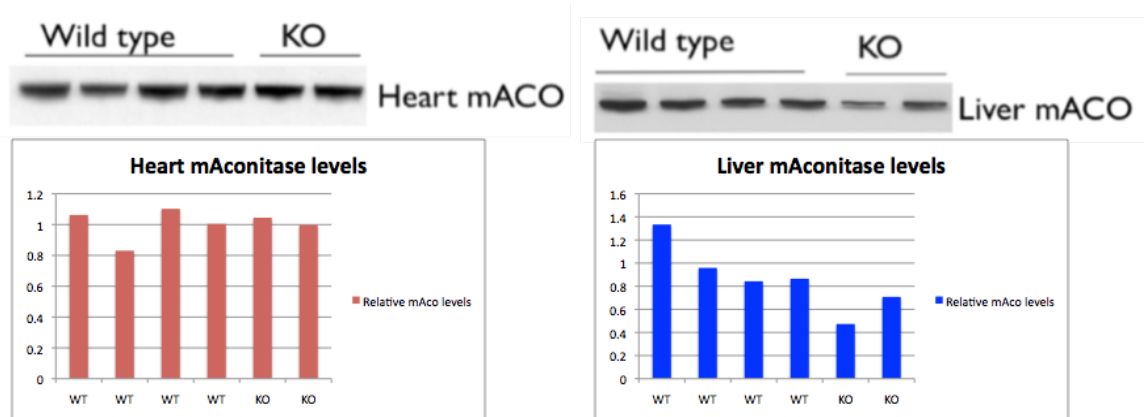 Wild type KO
Heart mACO
Heart mAconitase levels
1.2
1
0.8
0.6
0.4
0.2
0
WT WT WT WT KO KO
Relative mAco levels
Wild type KO
Liver mACO
Liver mAconitase levels
1.6
1.4
1.2
1
0.8
0.6
0.4
0.2
0
WT WT WT WT KO KO
Relative mAco levels